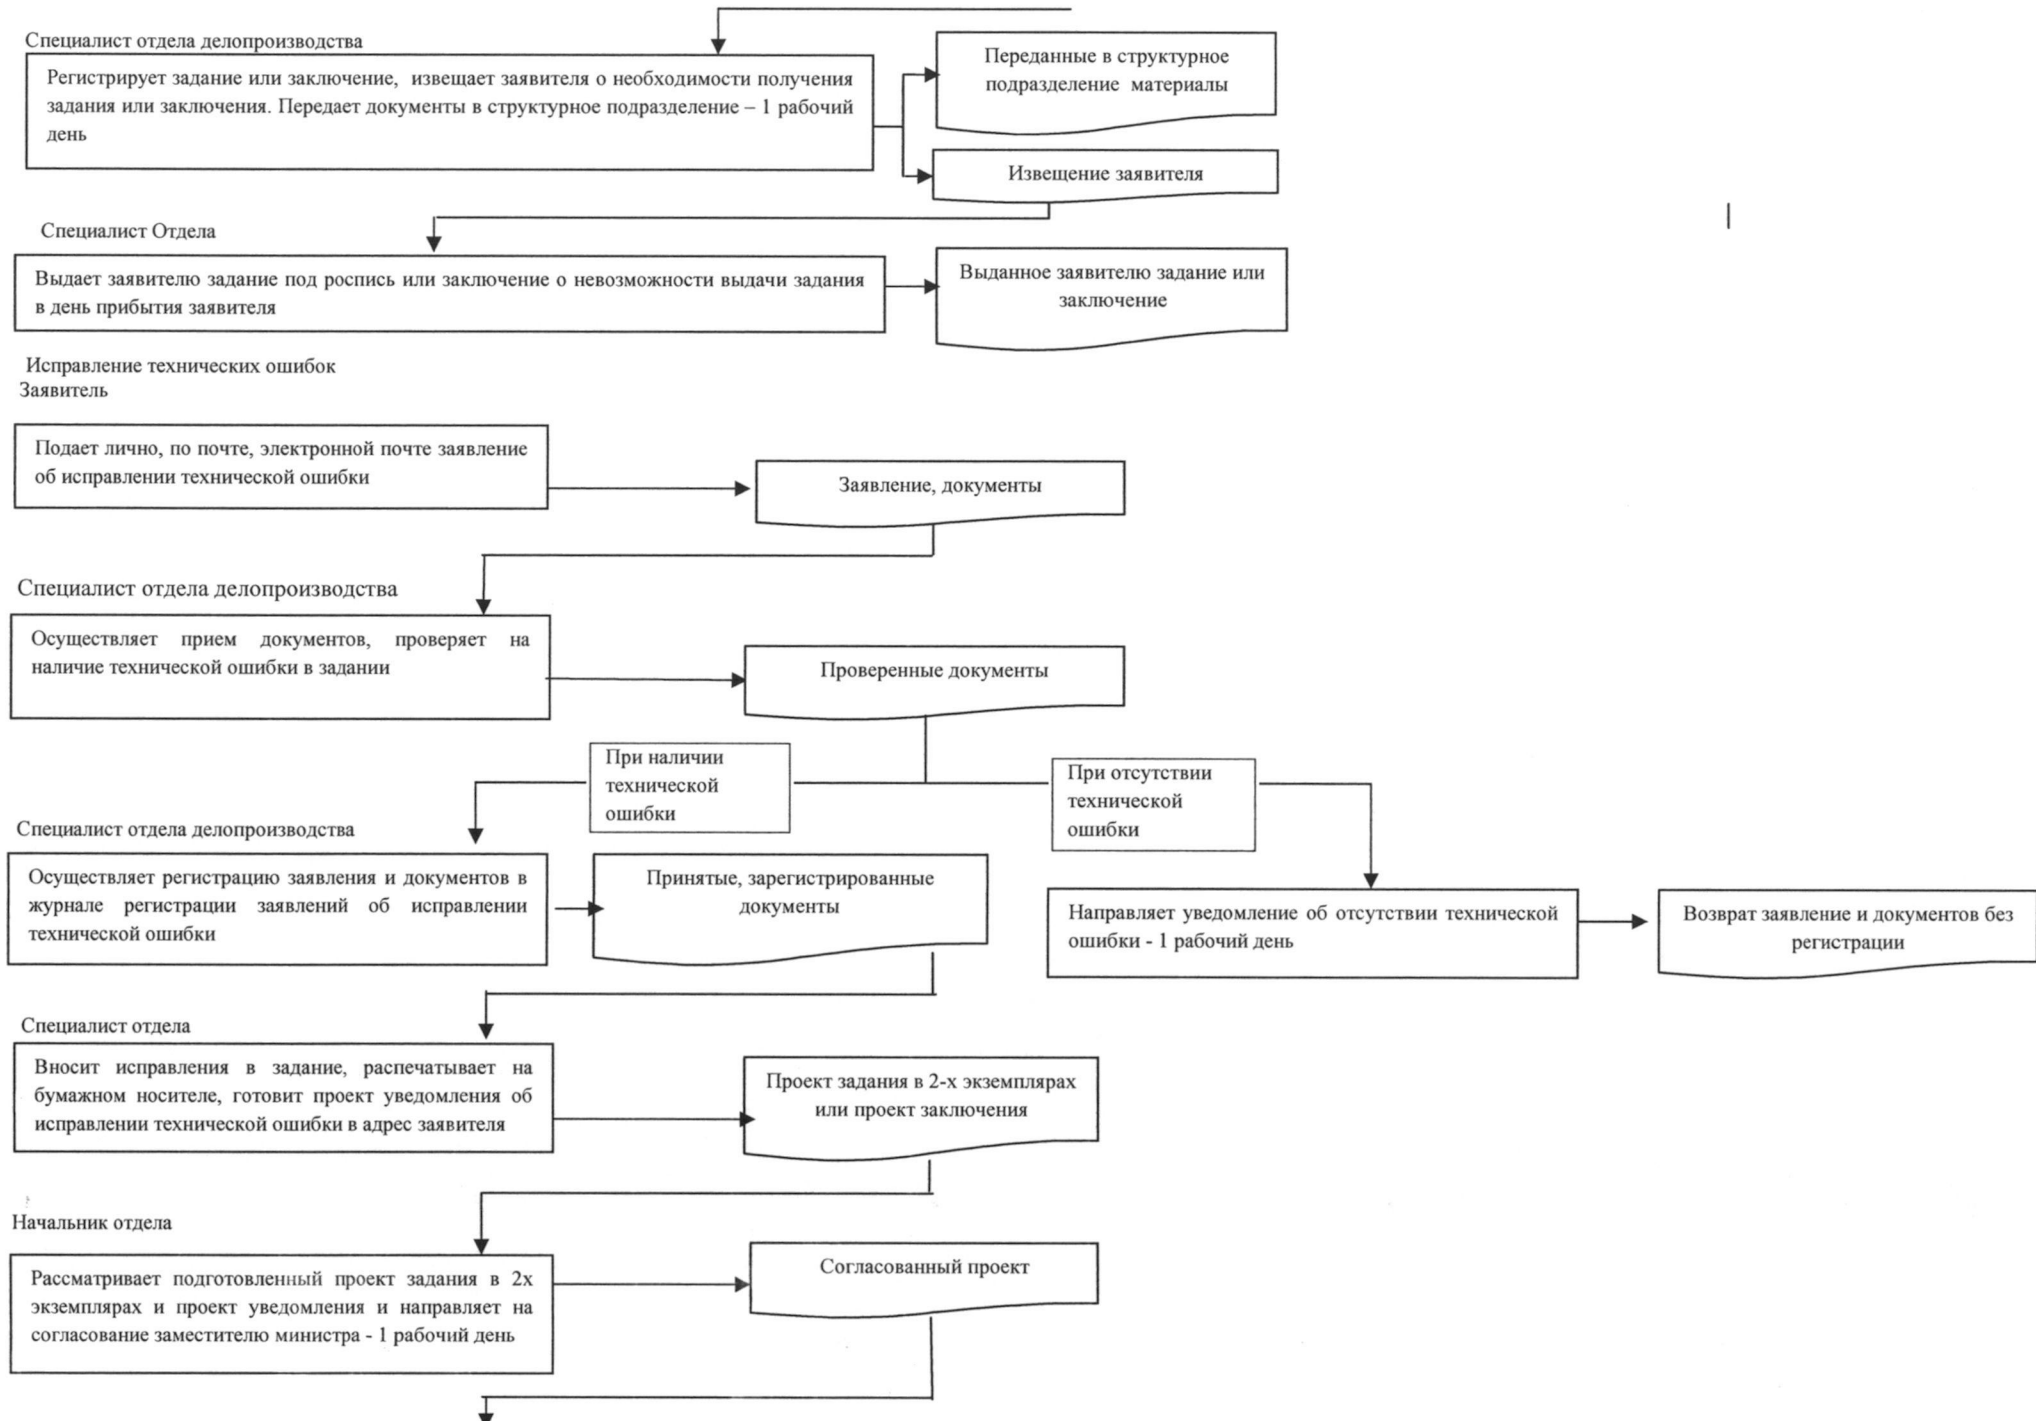 Специалист отдела делопроизводства
Регистрирует задание или заключение, извещает заявителя о необходимости получения
задания или заключения. Передает документы в структурное подразделение – 1 рабочий
день
Переданные в структурное
подразделение материалы
Извещение заявителя
Специалист Отдела
Выдает заявителю задание под роспись или заключение о невозможности выдачи задания
в день прибытия заявителя
Выданное заявителю задание или
заключение
Исправление технических ошибок
Заявитель
Подает лично, по почте, электронной почте заявление
об исправлении технической ошибки
Заявление, документы
Специалист отдела делопроизводства
Осуществляет прием документов, проверяет на
наличие технической ошибки в задании
Проверенные документы
При наличии
технической
ошибки
При отсутствии
технической
ошибки
Специалист отдела делопроизводства
Осуществляет регистрацию заявления и документов в
журнале регистрации заявлений об исправлении
технической ошибки
Принятые, зарегистрированные
документы
Направляет уведомление об отсутствии технической
ошибки - 1 рабочий день
Возврат заявление и документов без
регистрации
Специалист отдела
Вносит исправления в задание, распечатывает на
бумажном носителе, готовит проект уведомления об
исправлении технической ошибки в адрес заявителя
Проект задания в 2-х экземплярах
или проект заключения
Начальник отдела
Рассматривает подготовленный проект задания в 2х
экземплярах и проект уведомления и направляет на
согласование заместителю министра - 1 рабочий день
Согласованный проект